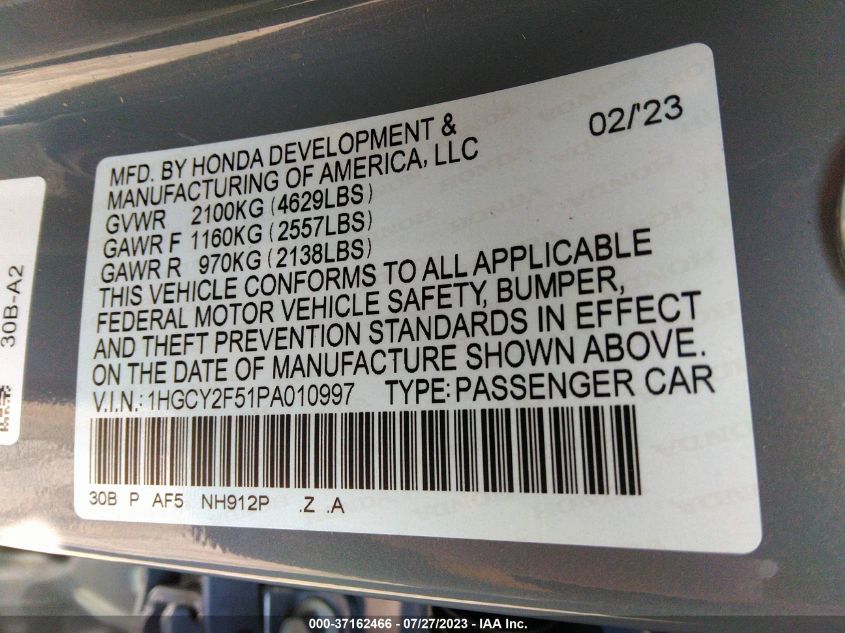 02/'23
MFD. BY HONDA DEVELOPMENT &
MANUFACTURING OF AMERICA, LLC
GVWR 2100KG (4629LBS)
GAWR F 1160KG (2557LBS)
GAWR R 970KG (2138LBS)
THIS VEHICLE CONFORMS TO ALL APPLICABLE
FEDERAL MOTOR VEHICLE SAFETY, BUMPER,
AND THEFT PREVENTION STANDARDS IN EFFECT
ON THE DATE OF MANUFACTURE SHOWN ABOVE.
V.I.N.: 1HGCY2F51PA010997 TYPE: PASSENGER CAR
30B P AF5 NH912P .Z .A
30B-A2
000-37162466 - 07/27/2023 - IAA Inc.